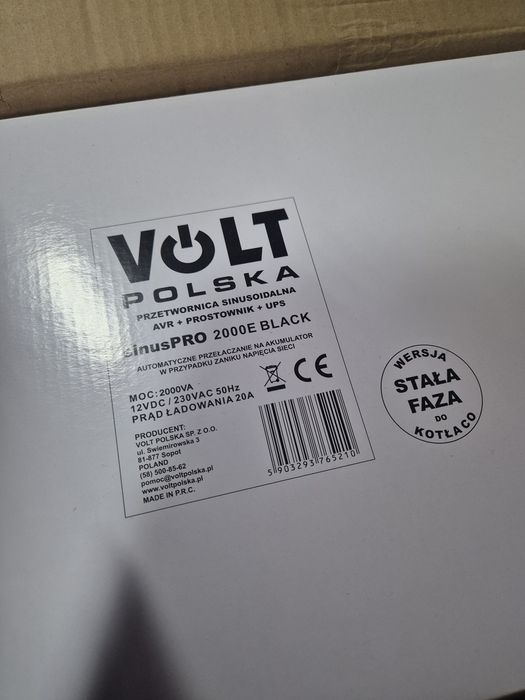 VOLT
POLSKA
PRZETWORNICA SINUSOIDALNA
AVR + PROSTOWNIK + UPS
sinusPRO 2000E BLACK
AUTOMATYCZNE PRZEŁĄCZANIE NA AKUMULATOR
W PRZYPADKU ZANIKU NAPIĘCIA SIECI
MOC: 2000VA
12VDC / 230VAC 50Hz
PRĄD ŁADOWANIA 20A
CE
PRODUCENT:
VOLT POLSKA SP. Z O.O.
ul. Świemirowska 3
81-877 Sopot
POLAND
(58) 500-85-62
pomoc@voltpolska.pl
www.voltpolska.pl
MADE IN P.R.C.
5 903293 765210
WERSJA
STAŁA
FAZA
DO
KOTŁA CO